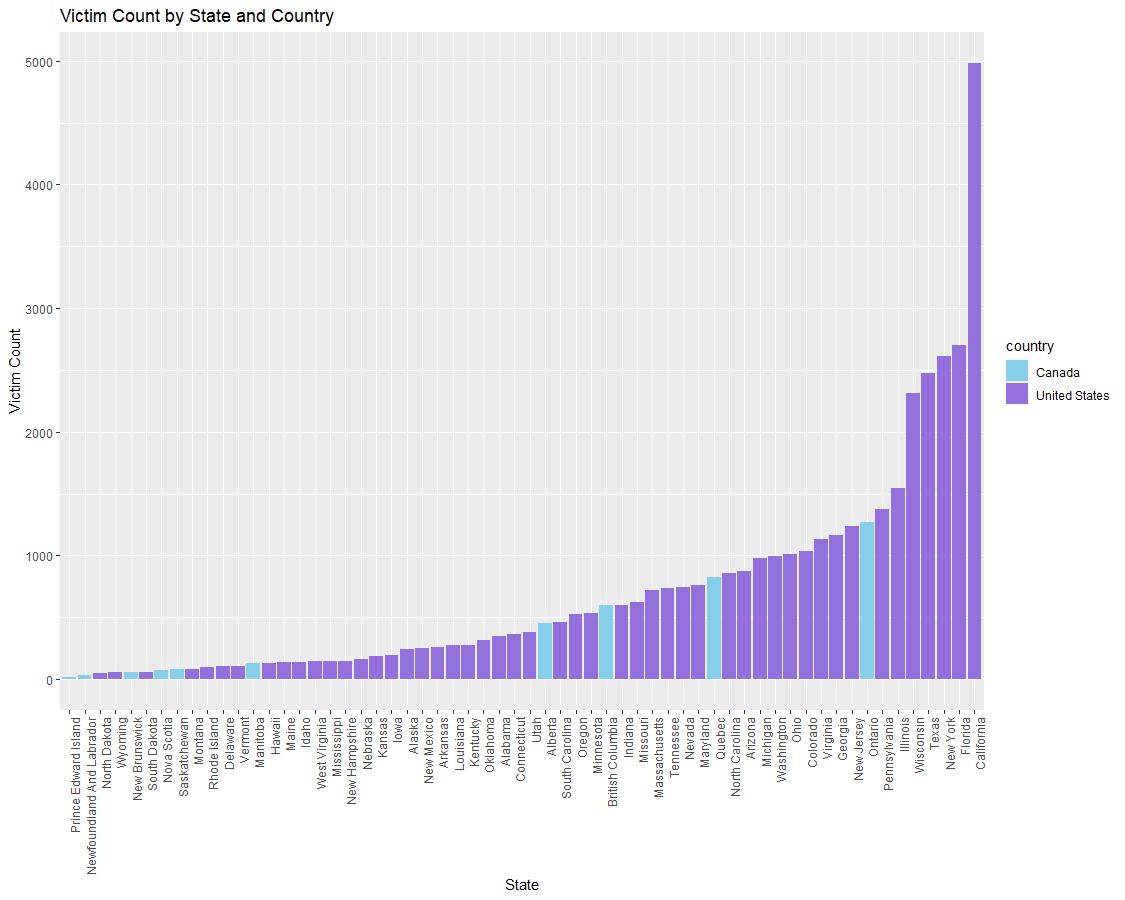 Victim Count by State and Country
Victim Count
5000
4000
3000
2000
1000
0
Prince Edward Island
Newfoundland And Labrador
North Dakota
Wyoming
New Brunswick
South Dakota
Nova Scotia
Saskatchewan
Montana
Rhode Island
Delaware
Vermont
Manitoba
Hawaii
Maine
Idaho
West Virginia
Mississippi
New Hampshire
Nebraska
Kansas
Iowa
Alaska
New Mexico
Arkansas
Louisiana
Kentucky
Oklahoma
Alabama
Connecticut
Utah
Alberta
South Carolina
Oregon
Minnesota
British Columbia
Indiana
Missouri
Massachusetts
Tennessee
Nevada
Maryland
Quebec
North Carolina
Arizona
Michigan
Washington
Ohio
Colorado
Virginia
Georgia
New Jersey
Ontario
Pennsylvania
Illinois
Wisconsin
Texas
New York
Florida
California
State
country
Canada
United States